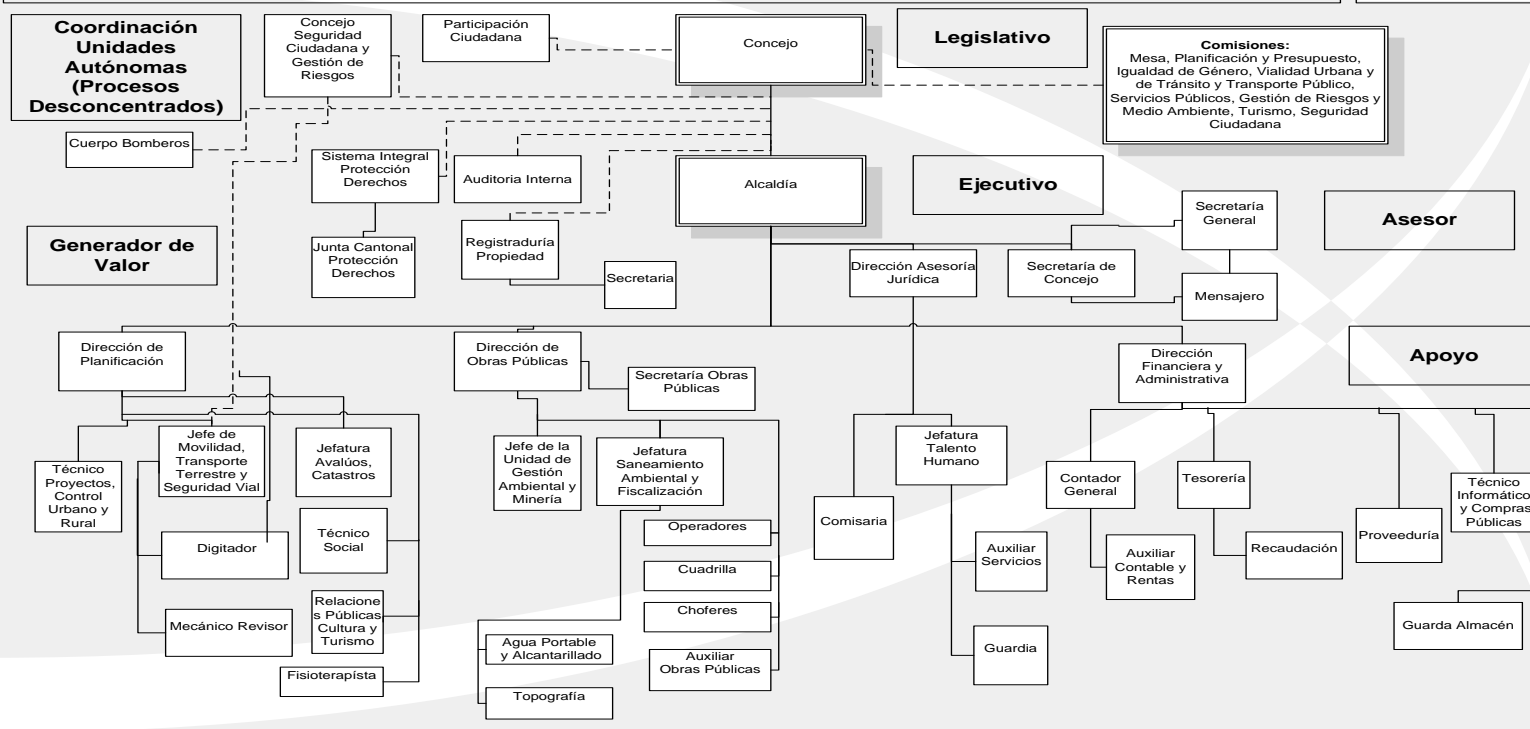 Coordinación
Unidades
Autónomas
(Procesos
Desconcentrados)
Concejo
Seguridad
Ciudadana y
Gestión de
Riesgos
Participación
Ciudadana
Concejo
Legislativo
Comisiones:
Mesa, Planificación y Presupuesto,
Igualdad de Género, Vialidad Urbana y
de Tránsito y Transporte Público,
Servicios Públicos, Gestión de Riesgos y
Medio Ambiente, Turismo, Seguridad
Ciudadana
Cuerpo Bomberos
Sistema Integral
Protección
Derechos
Auditoria Interna
Alcaldía
Ejecutivo
Secretaría
General
Asesor
Generador de
Valor
Junta Cantonal
Protección
Derechos
Registraduría
Propiedad
Secretaria
Dirección Asesoría
Jurídica
Secretaría de
Concejo
Mensajero
Dirección de
Planificación
Dirección de
Obras Públicas
Secretaría Obras
Públicas
Dirección
Financiera y
Administrativa
Apoyo
Técnico
Proyectos,
Control
Urbano y
Rural
Jefe de
Movilidad,
Transporte
Terrestre y
Seguridad Vial
Jefatura
Avalúos,
Catastros
Jefe de la
Unidad de
Gestión
Ambiental y
Minería
Jefatura
Saneamiento
Ambiental y
Fiscalización
Jefatura
Talento
Humano
Contador
General
Tesorería
Técnico
Informático
y Compras
Públicas
Digitador
Técnico
Social
Operadores
Comisaria
Proveeduría
Auxiliar
Servicios
Auxiliar
Contable y
Rentas
Recaudación
Cuadrilla
Mecánico Revisor
Relacione
s Públicas
Cultura y
Turismo
Choferes
Guarda Almacén
Agua Portable
y Alcantarillado
Auxiliar
Obras Públicas
Guardia
Fisioterapísta
Topografía